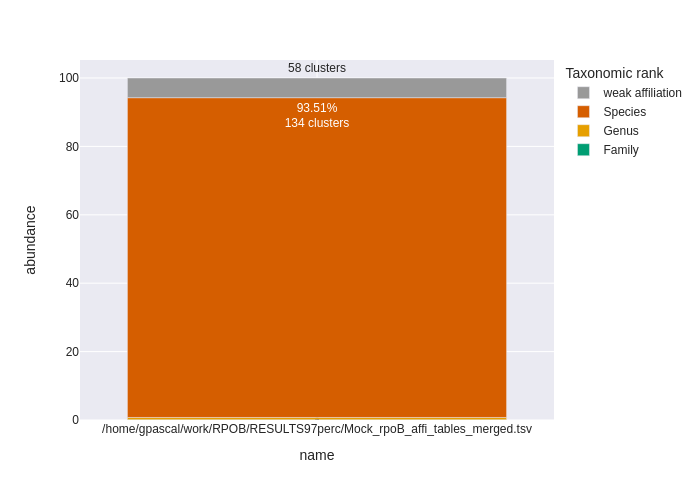 58 clusters
93.51%
134 clusters
100
80
60
40
20
0
abundance
/home/gpascal/work/RPOB/RESULTS97perc/Mock_rpoB_affi_tables_merged.tsv
name
Taxonomic rank
weak affiliation
Species
Genus
Family